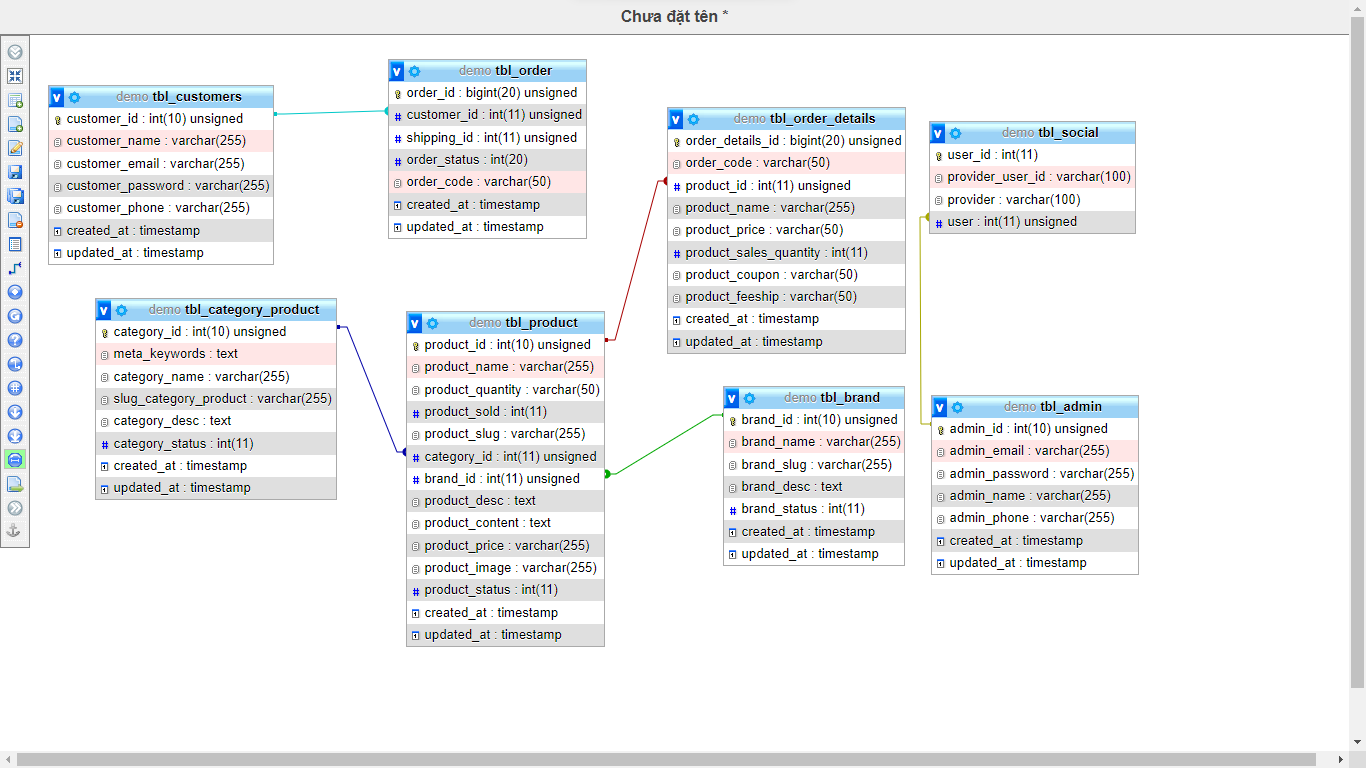 Chưa đặt tên *
demo tbl_customers
customer_id : int(10) unsigned
customer_name : varchar(255)
customer_email : varchar(255)
customer_password : varchar(255)
customer_phone : varchar(255)
created_at : timestamp
updated_at : timestamp
demo tbl_order
order_id : bigint(20) unsigned
customer_id : int(11) unsigned
shipping_id : int(11) unsigned
order_status : int(20)
order_code : varchar(50)
created_at : timestamp
updated_at : timestamp
demo tbl_order_details
order_details_id : bigint(20) unsigned
order_code : varchar(50)
product_id : int(11) unsigned
product_name : varchar(255)
product_price : varchar(50)
product_sales_quantity : int(11)
product_coupon : varchar(50)
product_feeship : varchar(50)
created_at : timestamp
updated_at : timestamp
demo tbl_social
user_id : int(11)
provider_user_id : varchar(100)
provider : varchar(100)
user : int(11) unsigned
demo tbl_category_product
category_id : int(10) unsigned
meta_keywords : text
category_name : varchar(255)
slug_category_product : varchar(255)
category_desc : text
category_status : int(11)
created_at : timestamp
updated_at : timestamp
demo tbl_product
product_id : int(10) unsigned
product_name : varchar(255)
product_quantity : varchar(50)
product_sold : int(11)
product_slug : varchar(255)
category_id : int(11) unsigned
brand_id : int(11) unsigned
product_desc : text
product_content : text
product_price : varchar(255)
product_image : varchar(255)
product_status : int(11)
created_at : timestamp
updated_at : timestamp
demo tbl_brand
brand_id : int(10) unsigned
brand_name : varchar(255)
brand_slug : varchar(255)
brand_desc : text
brand_status : int(11)
created_at : timestamp
updated_at : timestamp
demo tbl_admin
admin_id : int(10) unsigned
admin_email : varchar(255)
admin_password : varchar(255)
admin_name : varchar(255)
admin_phone : varchar(255)
created_at : timestamp
updated_at : timestamp